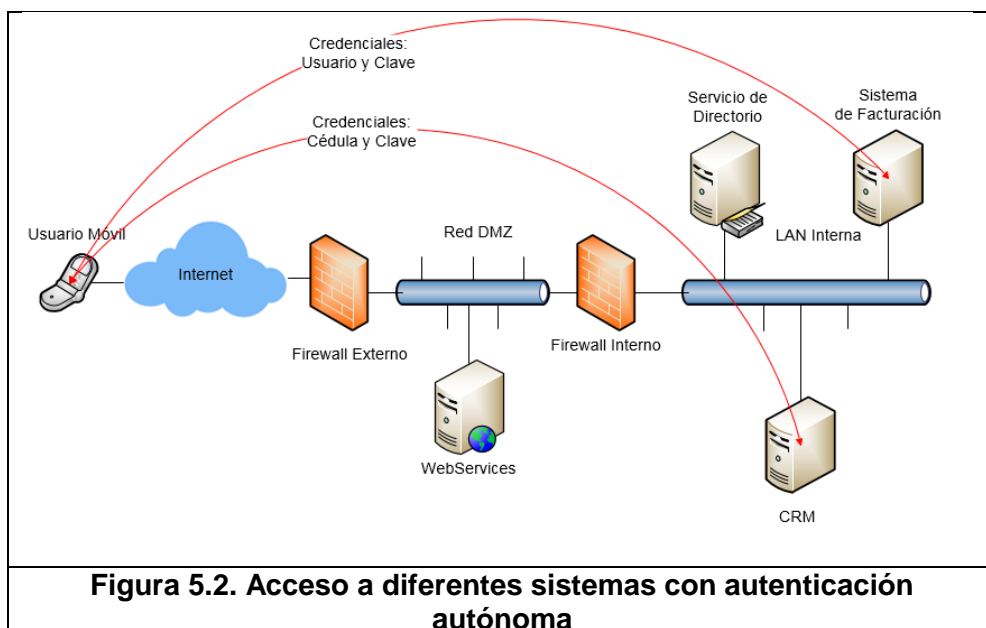 Credenciales:
Usuario y Clave
Credenciales:
Cédula y Clave
Servicio de
Directorio
Sistema
de Facturación
Usuario Móvil
Internet
Red DMZ
LAN Interna
Firewall Externo
Firewall Interno
WebServices
CRM
Figura 5.2. Acceso a diferentes sistemas con autenticación
autónoma